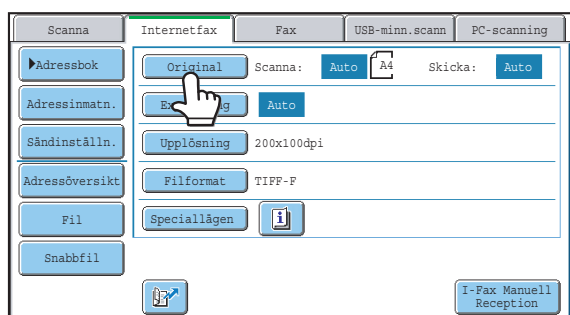 Scanna Internetfax Fax USB-minn.scann PC-scanning
Adressbok Original Scanna: Auto A4 Skicka: Auto
Adressinmatn. Auto
Sändinställn. Upplösning 200x100dpi
Adressöversikt Filformat TIFF-F
Fil Speciallägen
Snabbfil
I-Fax Manuell
Reception